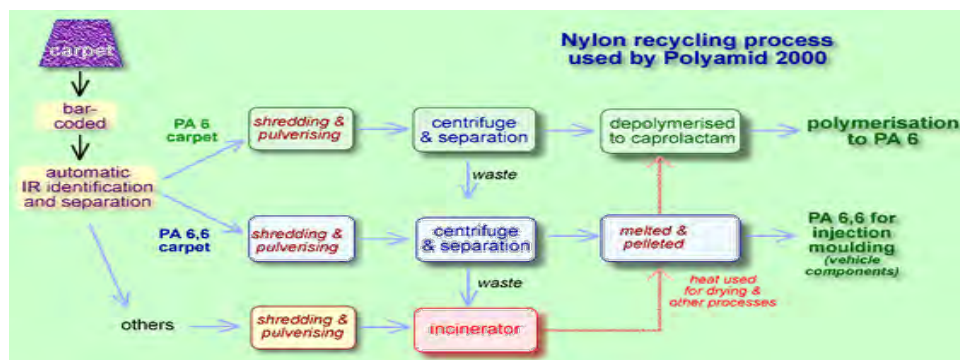 carpet
Nylon recycling process
used by Polyamid 2000
bar-
coded
automatic
IR identification
and separation
PA 6
carpet
shredding &
pulverising
centrifuge
& separation
depolymerised
to caprolactam
polymerisation
to PA 6
waste
PA 6,6
carpet
shredding &
pulverising
centrifuge
& separation
melted &
pelleted
PA 6,6 for
injection
moulding
(vehicle
components)
waste
heat used
for drying &
other processes
others
shredding &
pulverising
incinerator